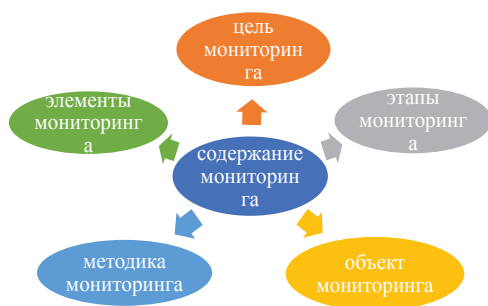 цель
мониторин
га
элементы
мониторинг
а
этапы
мониторинг
а
содержание
мониторин
га
методика
мониторинга
объект
мониторинга